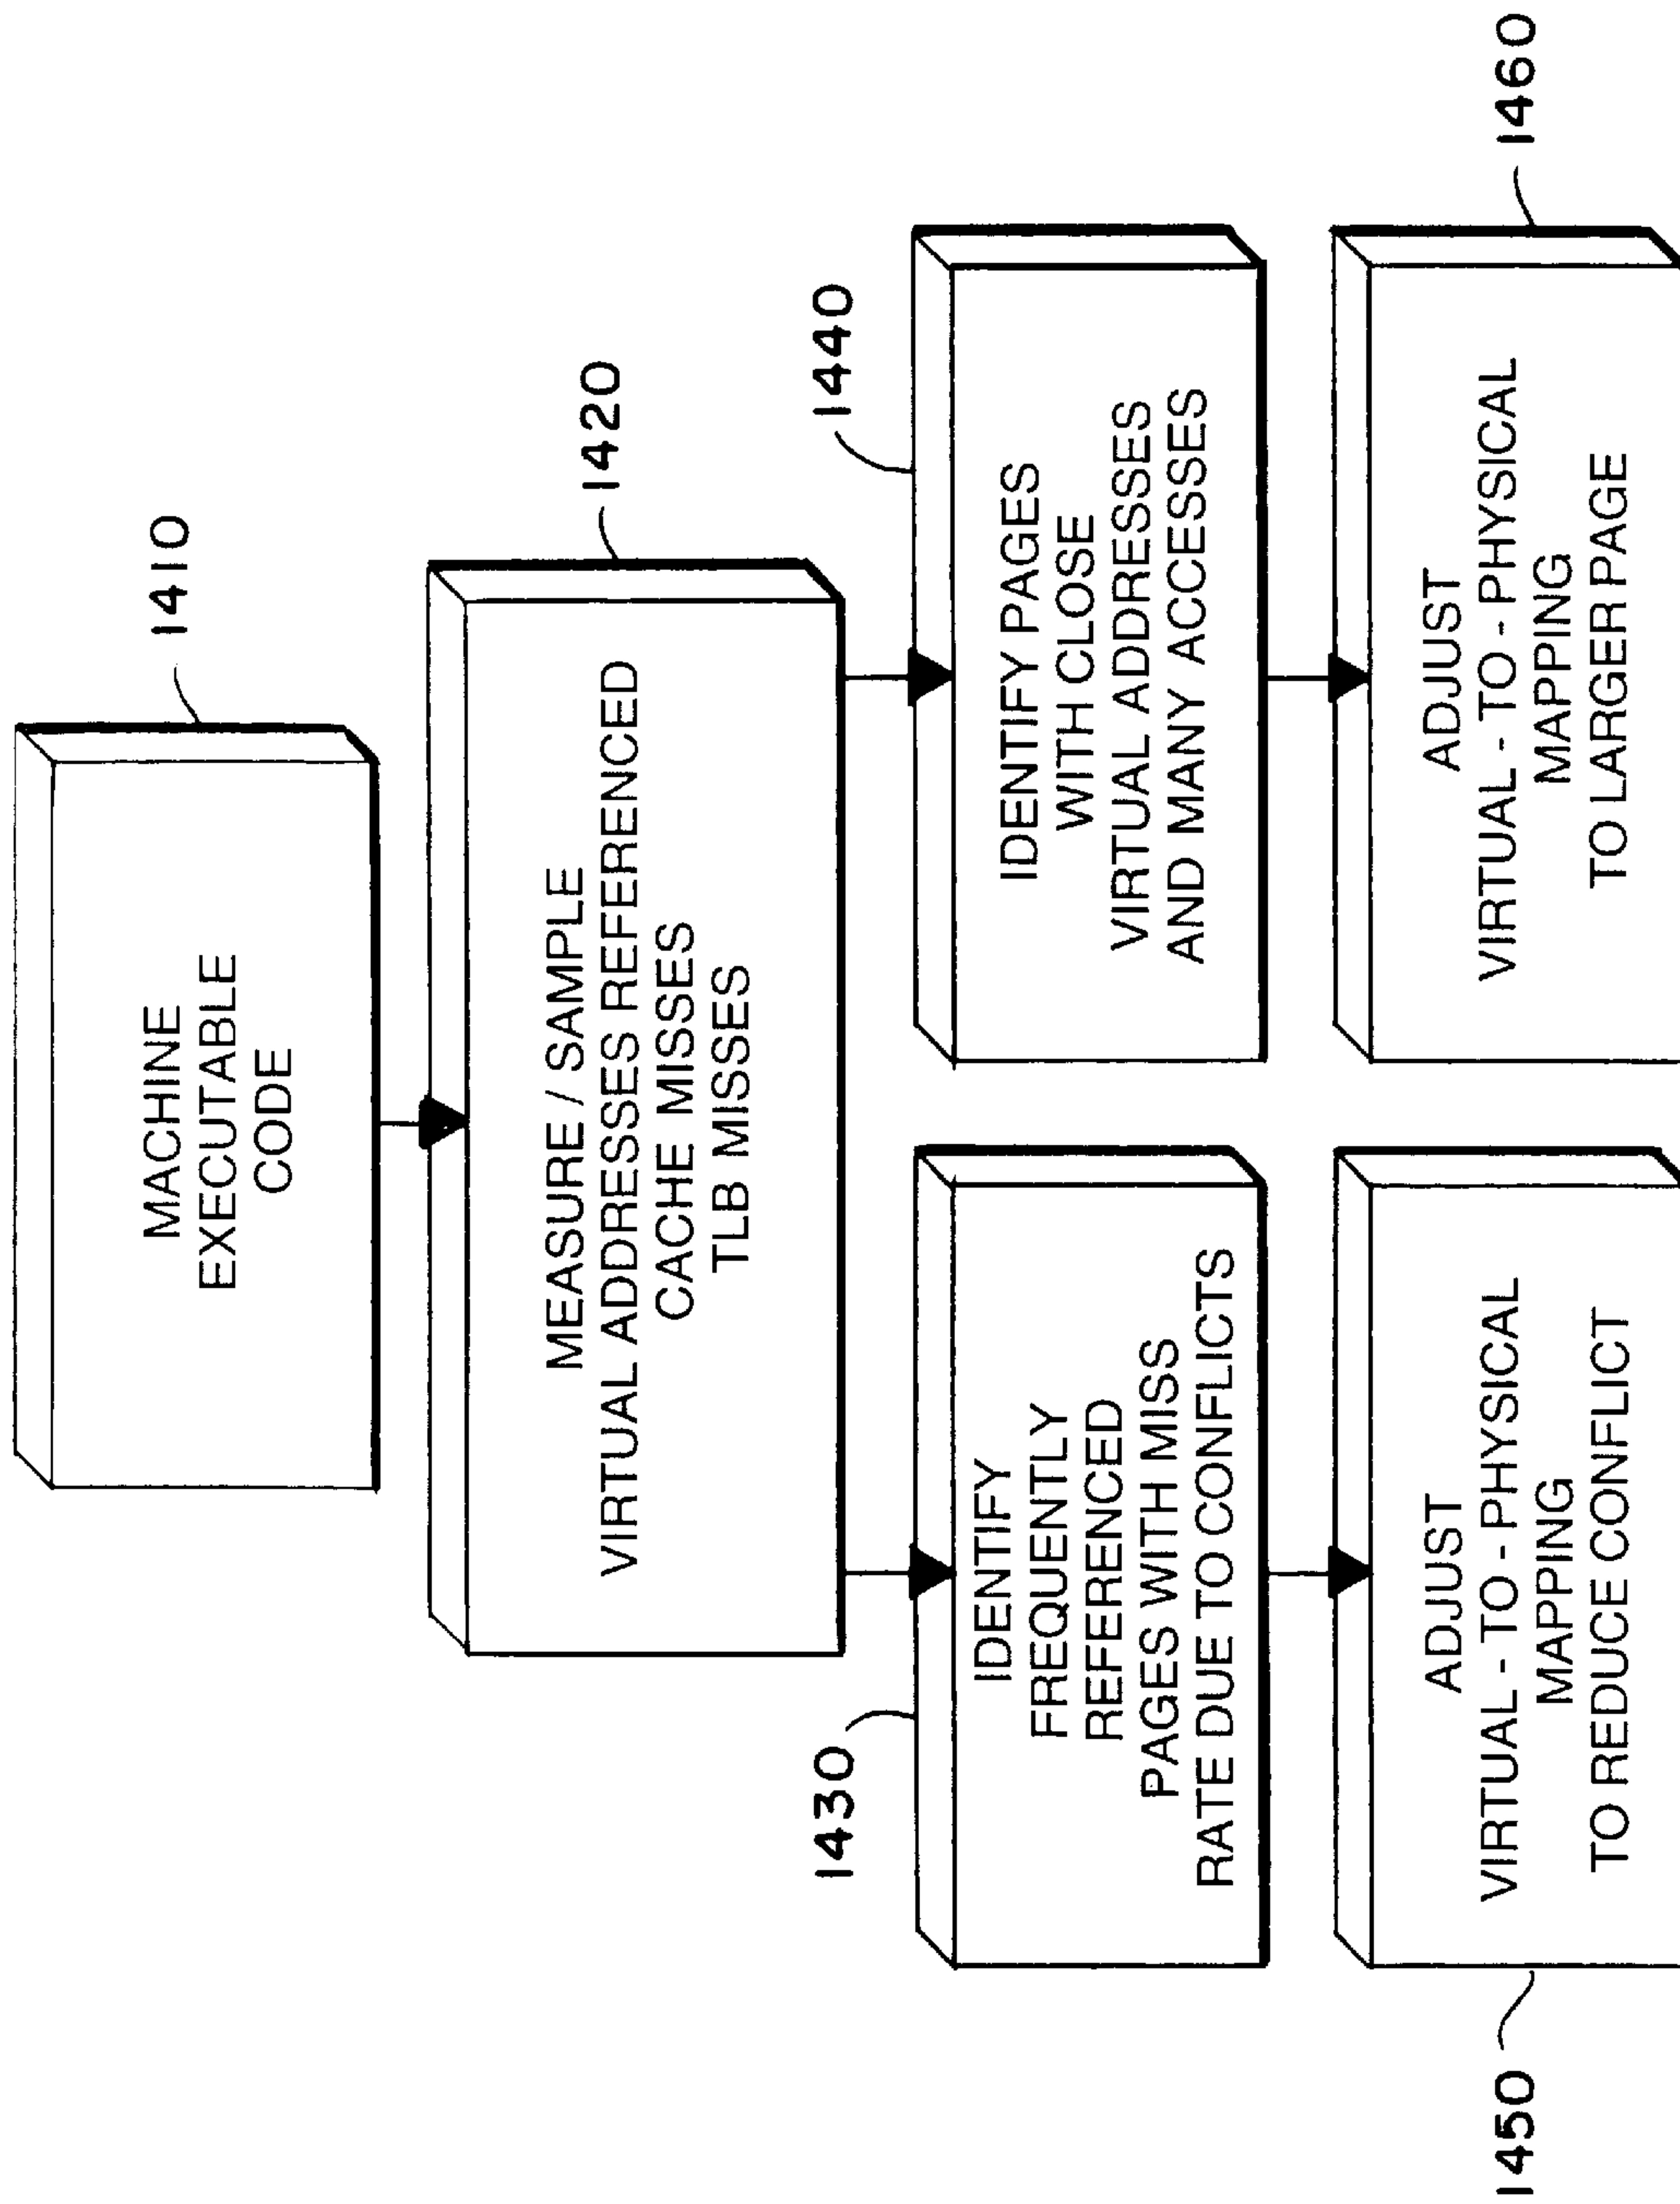 MACHINE
EXECUTABLE
CODE
1410
MEASURE / SAMPLE
VIRTUAL ADDRESSES REFERENCED
CACHE MISSES
TLB MISSES
1420
1430
IDENTIFY
FREQUENTLY
REFERENCED
PAGES WITH MISS
RATE DUE TO CONFLICTS
1440
IDENTIFY PAGES
WITH CLOSE
VIRTUAL ADDRESSES
AND MANY ACCESSES
1450
ADJUST
VIRTUAL - TO - PHYSICAL
MAPPING
TO REDUCE CONFLICT
ADJUST
VIRTUAL - TO - PHYSICAL
MAPPING
TO LARGER PAGE
1460